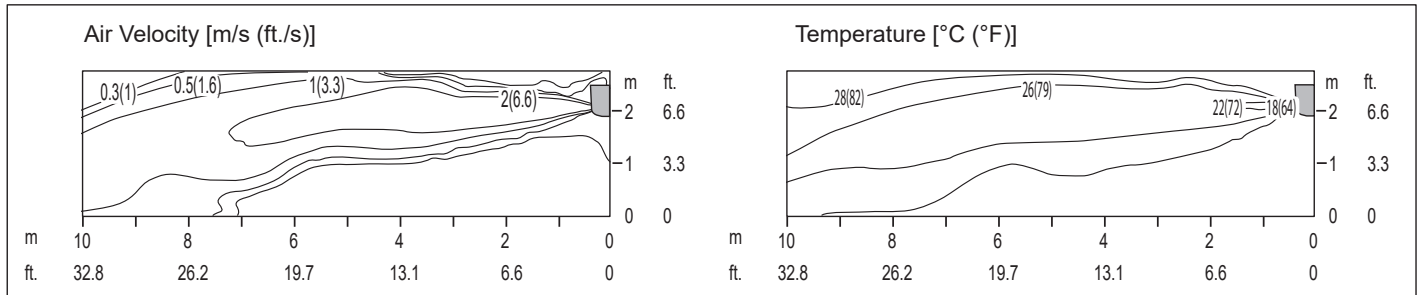 Air Velocity [m/s (ft./s)]
0.3(1)
0.5(1.6)
1(3.3)
2(6.6)
m ft.
2 6.6
1 3.3
0 0
m 10 8 6 4 2 0
ft. 32.8 26.2 19.7 13.1 6.6 0
Temperature [°C (°F)]
28(82)
26(79)
22(72)
18(64)
m ft.
2 6.6
1 3.3
0 0
m 10 8 6 4 2 0
ft. 32.8 26.2 19.7 13.1 6.6 0